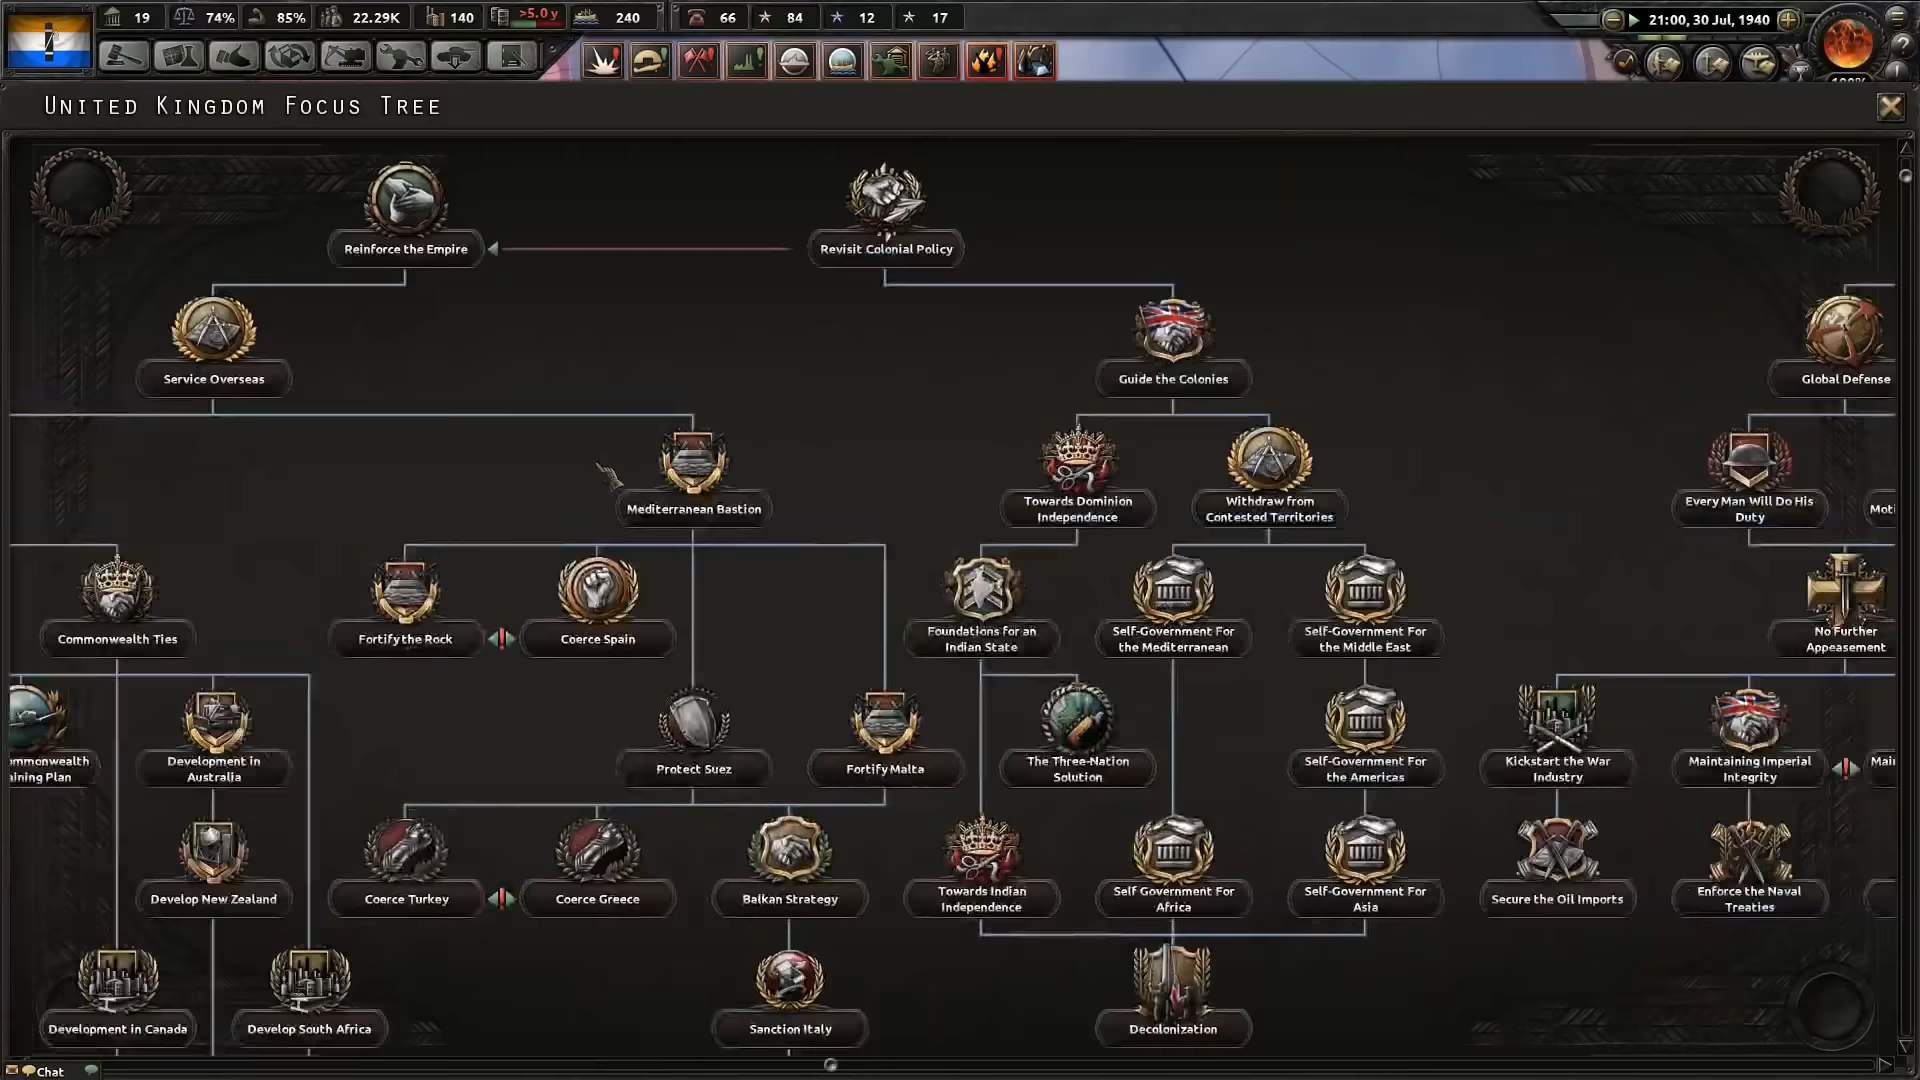 19
74%
85%
22.29K
140
>5.0 y
240
66
84
12
17
21:00, 30 Jul, 1940
United Kingdom Focus Tree
Reinforce the Empire
Revisit Colonial Policy
Service Overseas
Guide the Colonies
Global Defense
Mediterranean Bastion
Towards Dominion
Independence
Withdraw from
Contested Territories
Every Man Will Do His
Duty
Moti
Commonwealth Ties
Fortify the Rock
Coerce Spain
Foundations for an
Indian State
Self-Government For
the Mediterranean
Self-Government For
the Middle East
No Further
Appeasement
ommonwealth
aining Plan
Development in
Australia
Protect Suez
Fortify Malta
The Three-Nation
Solution
Self-Government For
the Americas
Kickstart the War
Industry
Maintaining Imperial
Integrity
Mai
Develop New Zealand
Coerce Turkey
Coerce Greece
Balkan Strategy
Towards Indian
Independence
Self Government For
Africa
Self-Government For
Asia
Secure the Oil Imports
Enforce the Naval
Treaties
Development in Canada
Develop South Africa
Sanction Italy
Decolonization
Chat